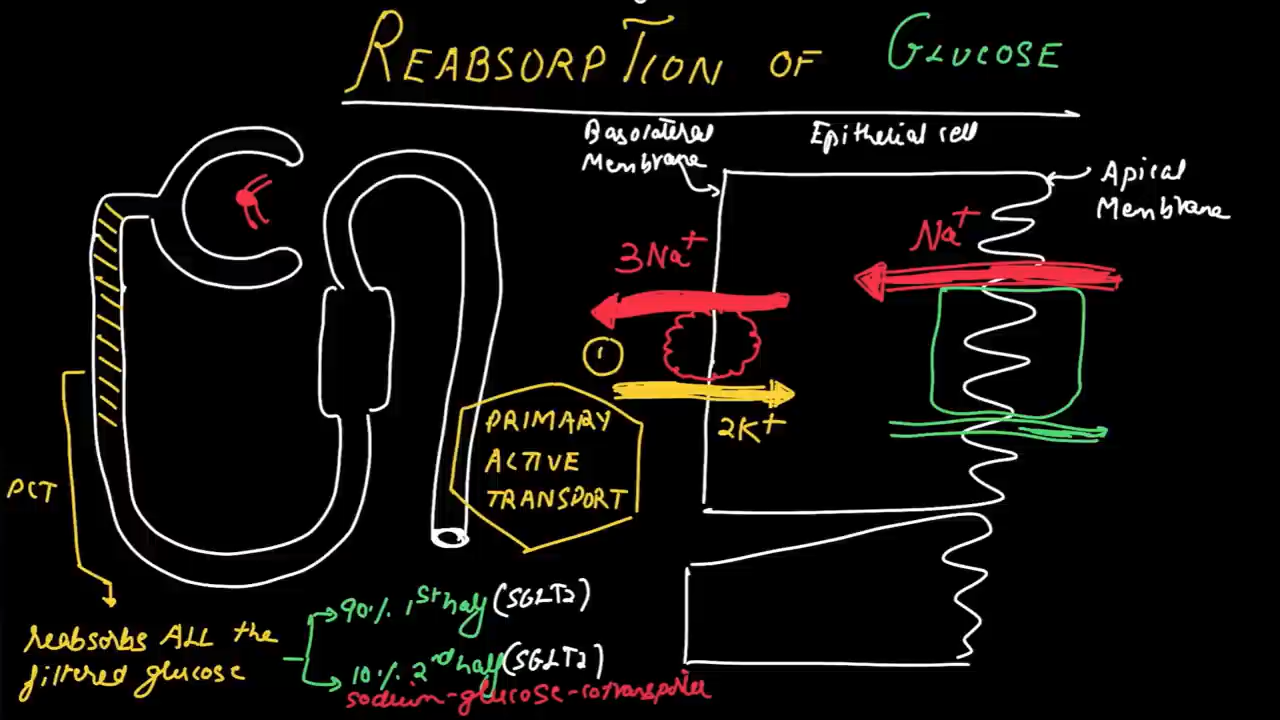 REABSORPTION OF GLUCOSE
Basolateral
Membrane
Epithelial cell
Apical
Membrane
3Na+
Na+
1
2K+
PRIMARY
ACTIVE
TRANSPORT
PCT
reabsorbs ALL the
filtered glucose
90% 1st half (SGLT2)
10% 2nd half (SGLT2)
sodium-glucose-cotransporter